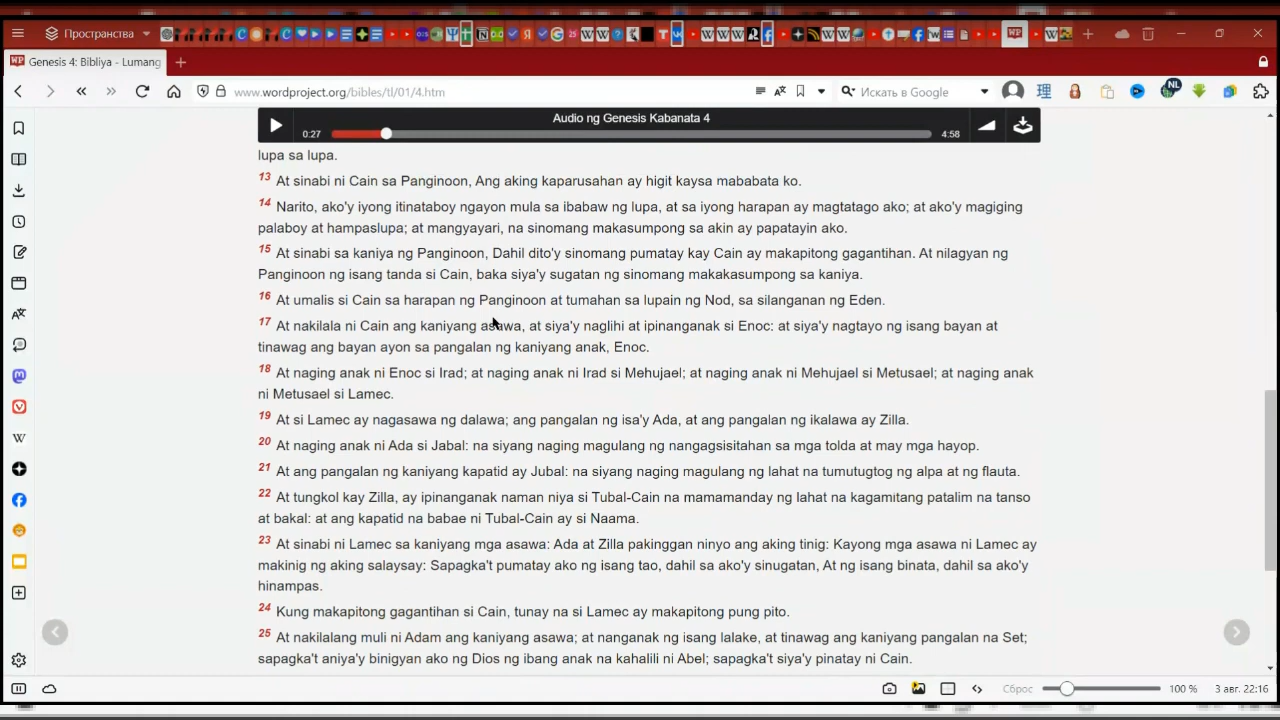 Пространства
Genesis 4: Bibliya - Lumang
www.wordproject.org/bibles/tl/01/4.htm
Искать в Google
NL
Audio ng Genesis Kabanata 4
0:27
4:58
lupa sa lupa.
13 At sinabi ni Cain sa Panginoon, Ang aking kaparusahan ay higit kaysa mababata ko.
14 Narito, ako'y iyong itinataboy ngayon mula sa ibabaw ng lupa, at sa iyong harapan ay magtatago ako; at ako'y magiging
palaboy at hampaslupa; at mangyayari, na sinomang makasumpong sa akin ay papatayin ako.
15 At sinabi sa kaniya ng Panginoon, Dahil dito'y sinomang pumatay kay Cain ay makapitong gagantihan. At nilagyan ng
Panginoon ng isang tanda si Cain, baka siya'y sugatan ng sinomang makakasumpong sa kaniya.
16 At umalis si Cain sa harapan ng Panginoon at tumahan sa lupain ng Nod, sa silanganan ng Eden.
17 At nakilala ni Cain ang kaniyang asawa, at siya'y naglihi at ipinanganak si Enoc: at siya'y nagtayo ng isang bayan at
tinawag ang bayan ayon sa pangalan ng kaniyang anak, Enoc.
18 At naging anak ni Enoc si Irad; at naging anak ni Irad si Mehujael; at naging anak ni Mehujael si Metusael; at naging anak
ni Metusael si Lamec.
19 At si Lamec ay nagasawa ng dalawa; ang pangalan ng isa'y Ada, at ang pangalan ng ikalawa ay Zilla.
20 At naging anak ni Ada si Jabal: na siyang naging magulang ng nangagsisitahan sa mga tolda at may mga hayop.
21 At ang pangalan ng kaniyang kapatid ay Jubal: na siyang naging magulang ng lahat na tumutugtog ng alpa at ng flauta.
22 At tungkol kay Zilla, ay ipinanganak naman niya si Tubal-Cain na mamamanday ng lahat na kagamitang patalim na tanso
at bakal: at ang kapatid na babae ni Tubal-Cain ay si Naama.
23 At sinabi ni Lamec sa kaniyang mga asawa: Ada at Zilla pakinggan ninyo ang aking tinig: Kayong mga asawa ni Lamec ay
makinig ng aking salaysay: Sapagka't pumatay ako ng isang tao, dahil sa ako'y sinugatan, At ng isang binata, dahil sa ako'y
hinampas.
24 Kung makapitong gagantihan si Cain, tunay na si Lamec ay makapitong pung pito.
25 At nakilalang muli ni Adam ang kaniyang asawa; at nanganak ng isang lalake, at tinawag ang kaniyang pangalan na Set;
sapagka't aniya'y binigyan ako ng Dios ng ibang anak na kahalili ni Abel; sapagka't siya'y pinatay ni Cain.
Сброс
100 %
3 авг. 22:16